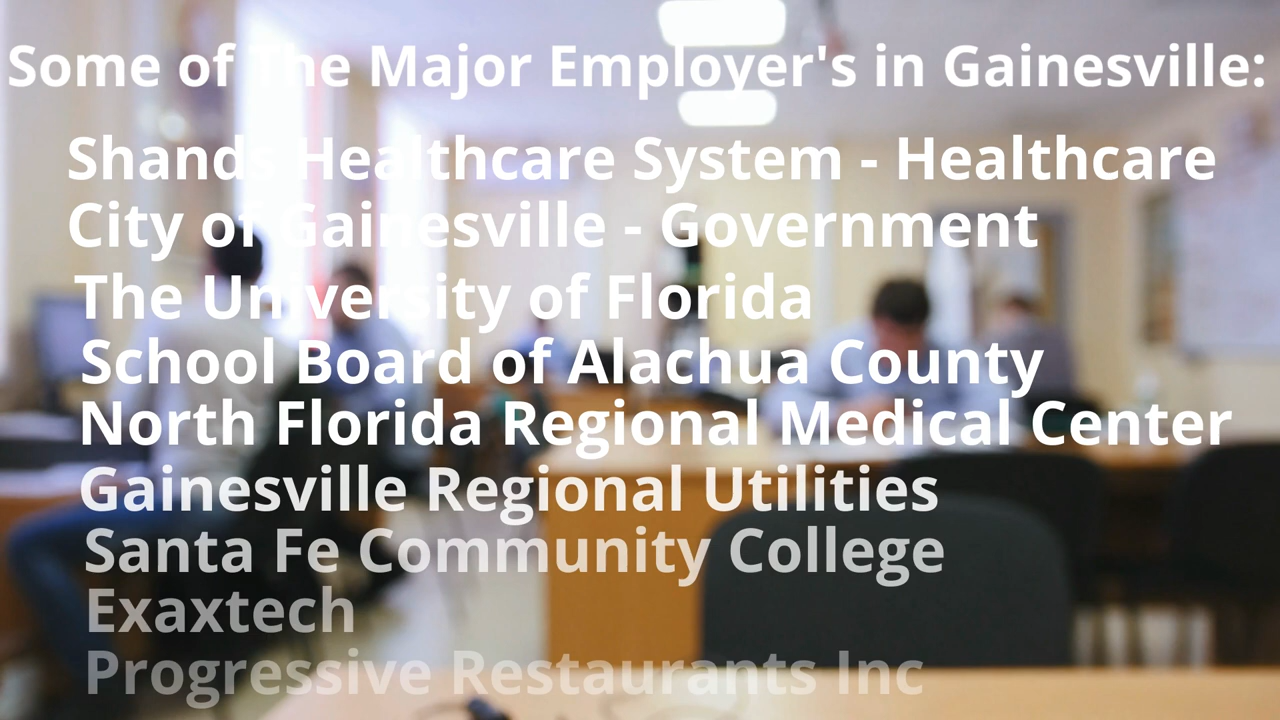 Some of The Major Employer's in Gainesville:
Shands Healthcare System - Healthcare
City of Gainesville - Government
The University of Florida
School Board of Alachua County
North Florida Regional Medical Center
Gainesville Regional Utilities
Santa Fe Community College
Exaxtech
Progressive Restaurants Inc